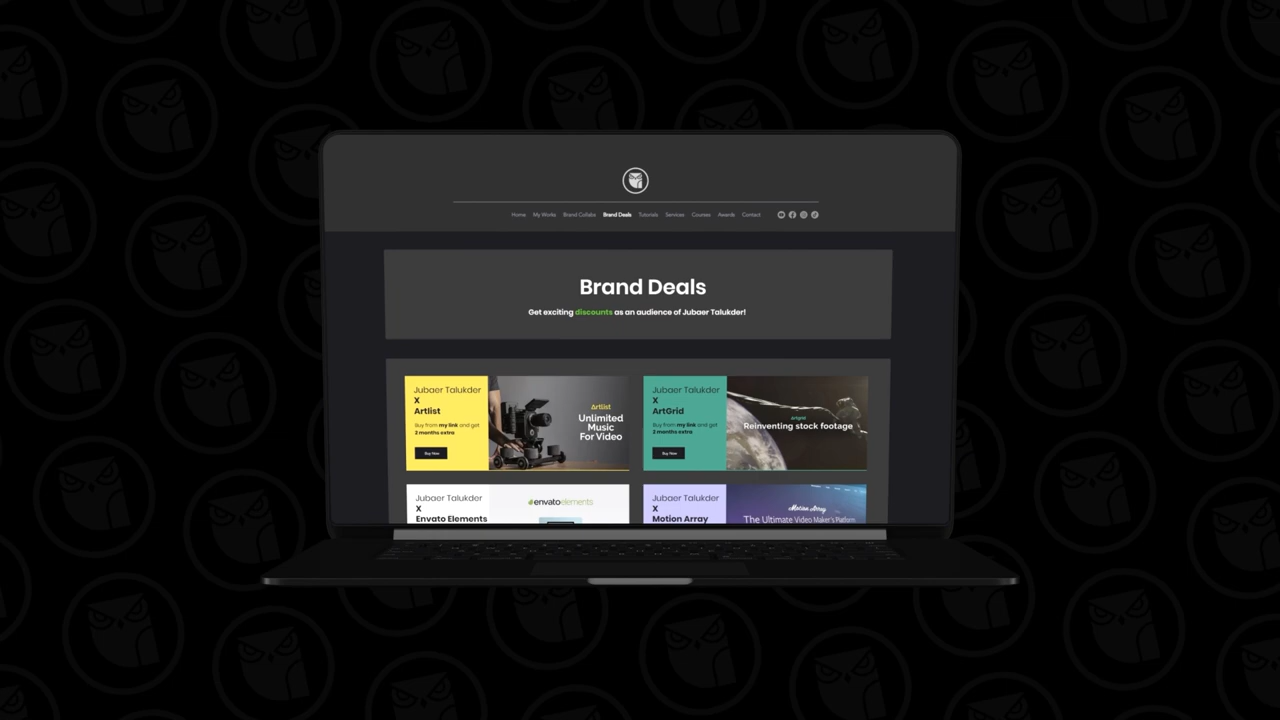 Home My Works Brand Collabs Brand Deals Tutorials Services Courses Awards Contact
Brand Deals
Get exciting discounts as an audience of Jubaer Talukder!
Jubaer Talukder
X
Artlist
Buy from my link and get
2 months extra
Buy Now
Artlist
Unlimited
Music
For Video
Jubaer Talukder
X
ArtGrid
Buy from my link and get
2 months extra
Buy Now
Artgrid
Reinventing stock footage
Jubaer Talukder
X
Envato Elements
envato elements
Jubaer Talukder
X
Motion Array
Motion Array
The Ultimate Video Maker's Platform